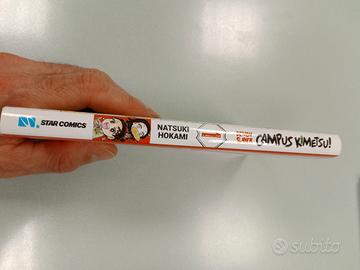 STAR COMICS
NATSUKI
HOKAMI
CAMPUS KIMETSU!
subito